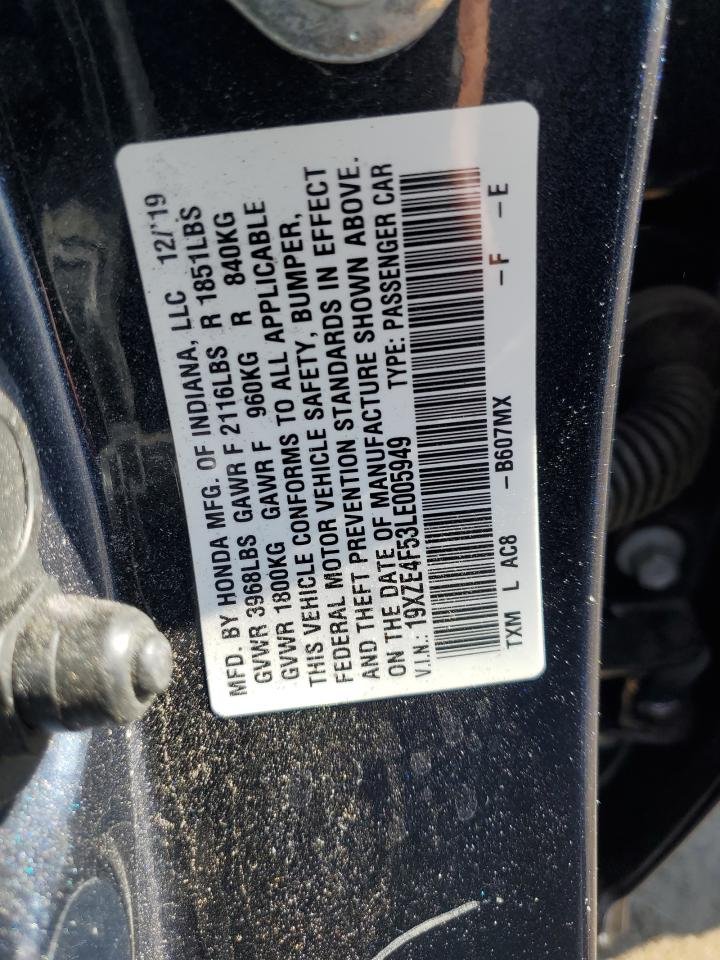 MFD. BY HONDA MFG. OF INDIANA, LLC 12/'19
GVWR 3968LBS GAWR F 2116LBS R 1851LBS
GVWR 1800KG GAWR F 960KG R 840KG
THIS VEHICLE CONFORMS TO ALL APPLICABLE
FEDERAL MOTOR VEHICLE SAFETY, BUMPER,
AND THEFT PREVENTION STANDARDS IN EFFECT
ON THE DATE OF MANUFACTURE SHOWN ABOVE.
V.I.N.: 19XZE4F53LE005949 TYPE: PASSENGER CAR
TXM L AC8 -B607MX -F -E